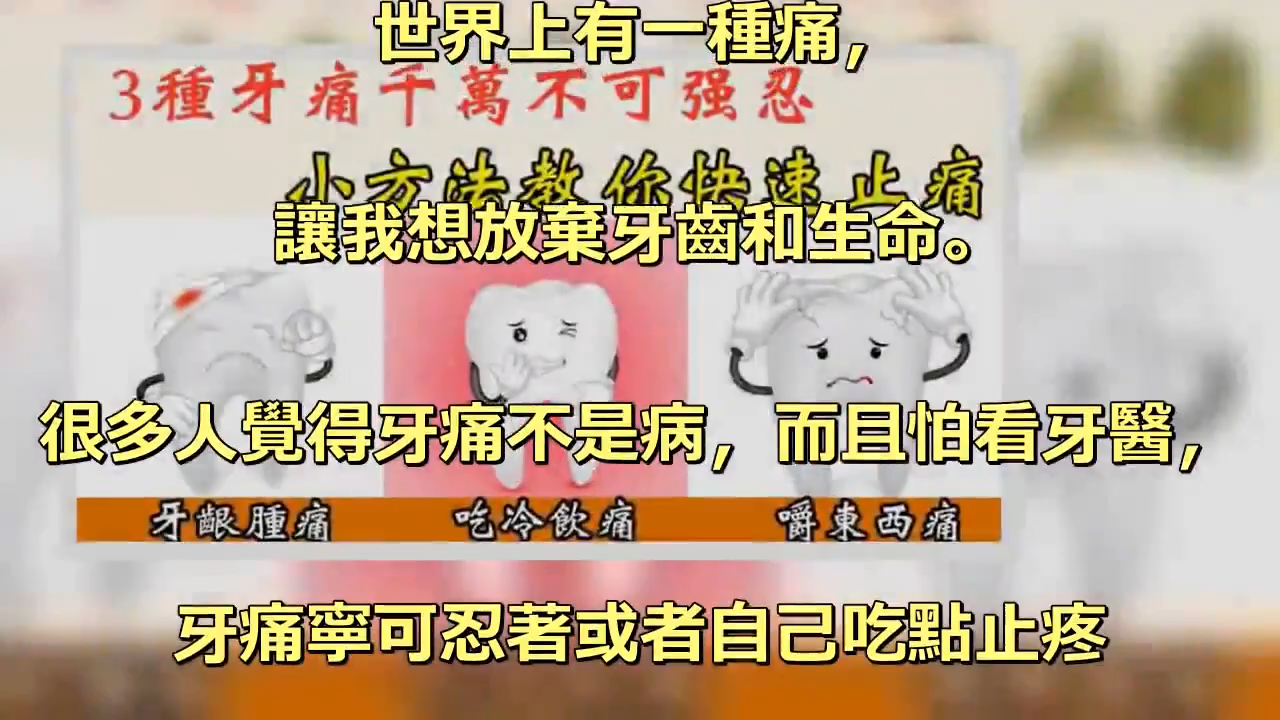 世界上有一種痛，
3種牙痛千萬不可强忍
小方法教你快速止痛
讓我想放棄牙齒和生命。
很多人覺得牙痛不是病，而且怕看牙醫，
牙齦腫痛 吃冷飲痛 嚼東西痛
牙痛寧可忍著或者自己吃點止疼